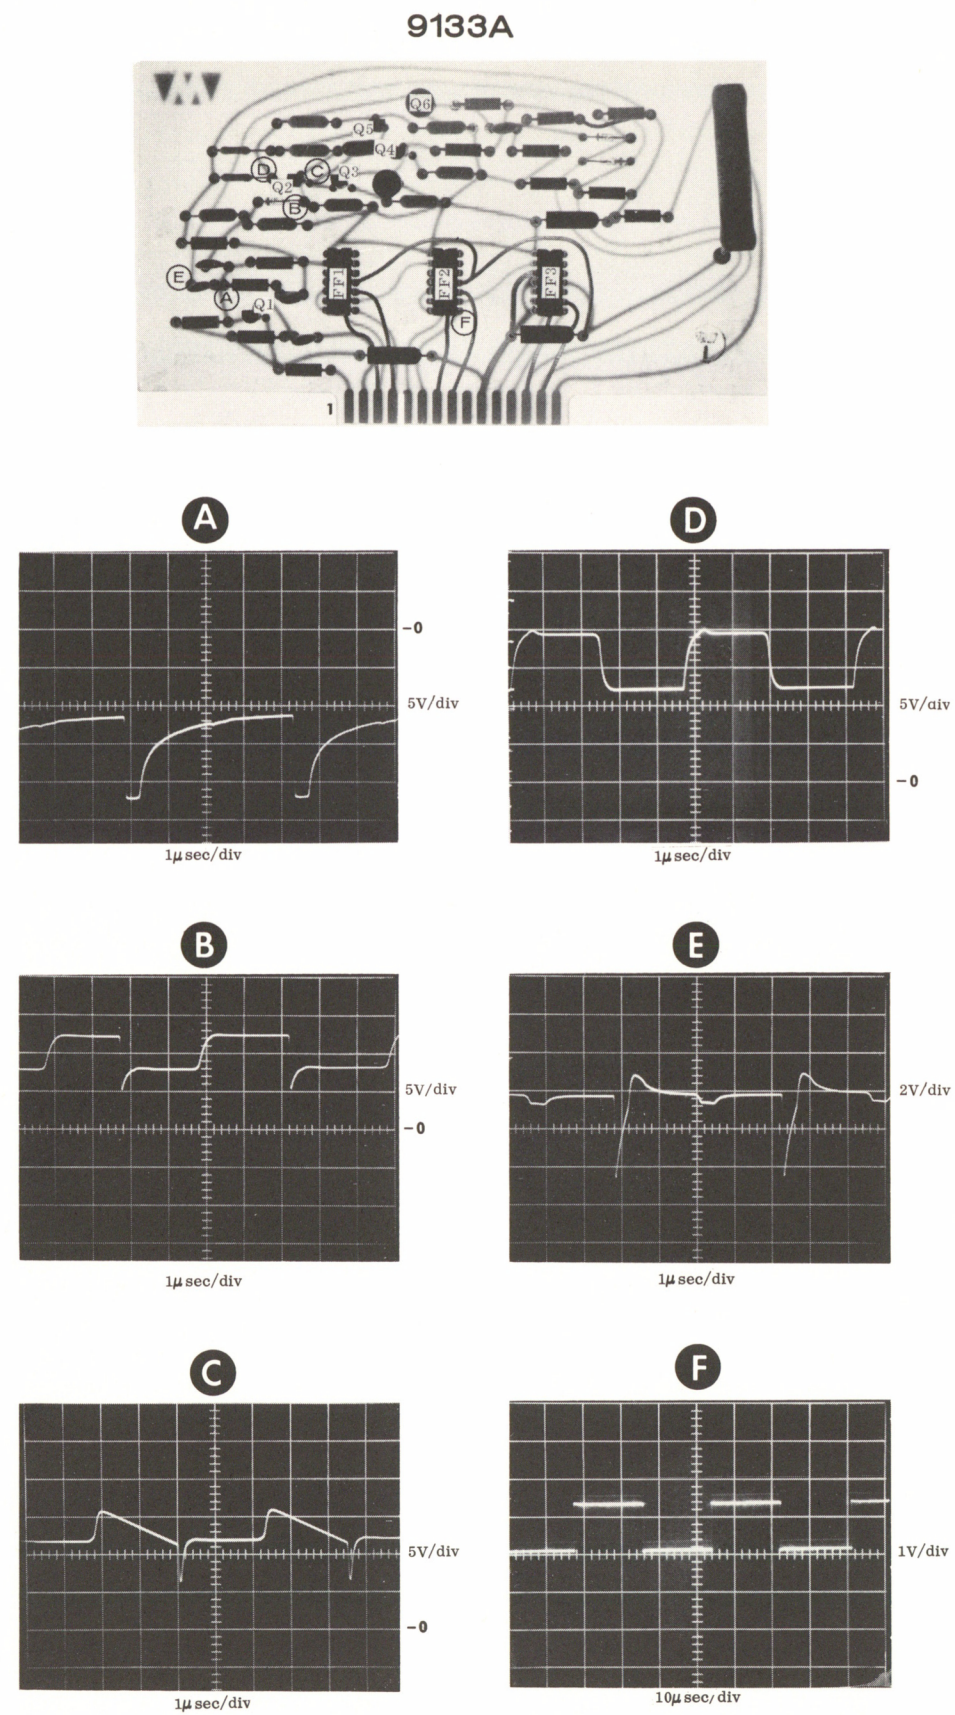 9133A
Q6
Q5
Q4
D
C
Q3
Q2
B
E
A
Q1
FF1
FF2
FF3
F
1
A
-0
5V/div
1μsec/div
D
5V/div
-0
1μsec/div
B
5V/div
-0
1μsec/div
E
2V/div
1μsec/div
C
5V/div
-0
1μsec/div
F
1V/div
10μsec/div